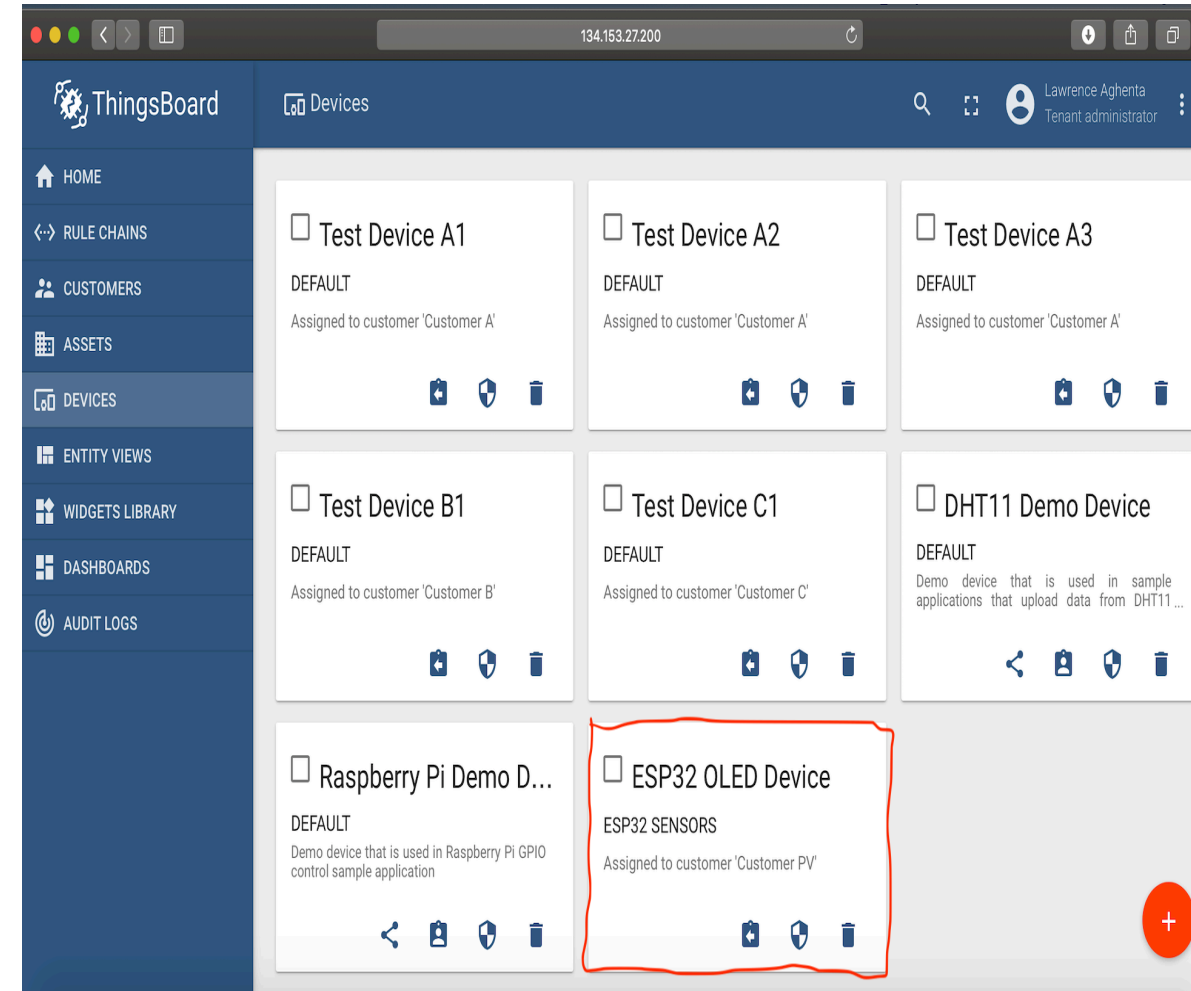 134.153.27.200
ThingsBoard
Devices
Lawrence Aghenta
Tenant administrator
HOME
RULE CHAINS
CUSTOMERS
ASSETS
DEVICES
ENTITY VIEWS
WIDGETS LIBRARY
DASHBOARDS
AUDIT LOGS
Test Device A1
DEFAULT
Assigned to customer 'Customer A'
Test Device A2
DEFAULT
Assigned to customer 'Customer A'
Test Device A3
DEFAULT
Assigned to customer 'Customer A'
Test Device B1
DEFAULT
Assigned to customer 'Customer B'
Test Device C1
DEFAULT
Assigned to customer 'Customer C'
DHT11 Demo Device
DEFAULT
Demo device that is used in sample
applications that upload data from DHT11 ...
Raspberry Pi Demo D...
DEFAULT
Demo device that is used in Raspberry Pi GPIO
control sample application
ESP32 OLED Device
ESP32 SENSORS
Assigned to customer 'Customer PV'